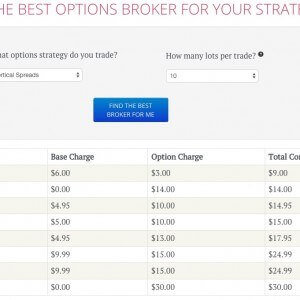 THE BEST OPTIONS BROKER FOR YOUR STRAT
at options strategy do you trade?
How many lots per trade?
rtical Spreads
10
FIND THE BEST
BROKER FOR ME
Base Charge Option Charge Total Co
$6.00 $3.00 $9.00
$0.00 $14.00 $14.00
$4.95 $10.00 $14.95
$5.00 $10.00 $15.00
$4.95 $13.00 $17.95
$9.99 $15.00 $24.99
$9.99 $15.00 $24.99
$0.00 $30.00 $30.00